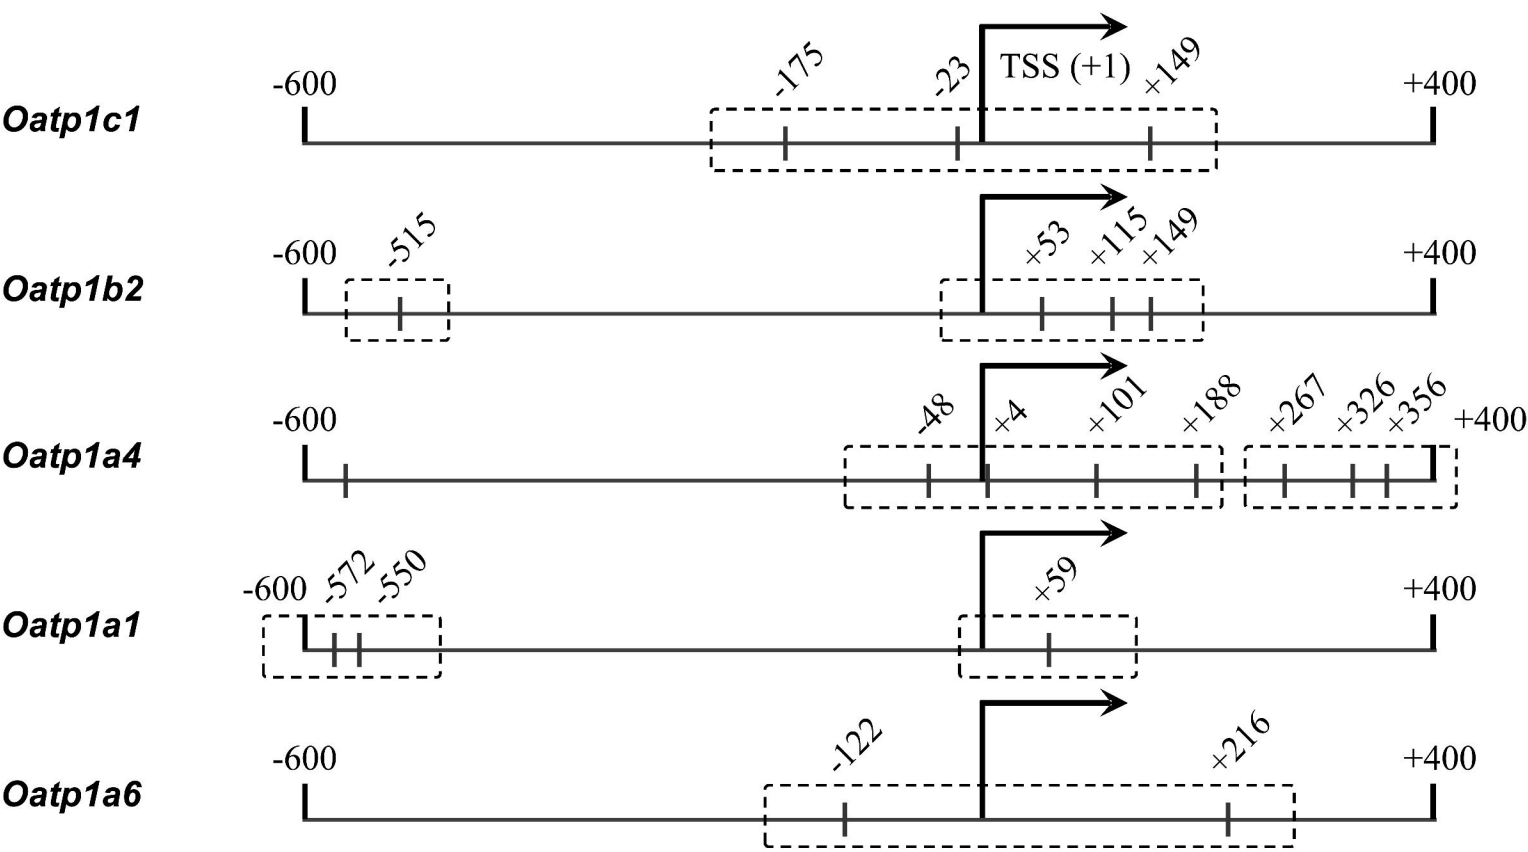 -600 -175 -23 TSS (+1) +149 +400
Oatp1c1
-600 -515 +53 +115 +149 +400
Oatp1b2
-600 -48 +4 +101 +188 +267 +326 +356 +400
Oatp1a4
-600 -572 -550 +59 +400
Oatp1a1
-600 -122 +216 +400
Oatp1a6